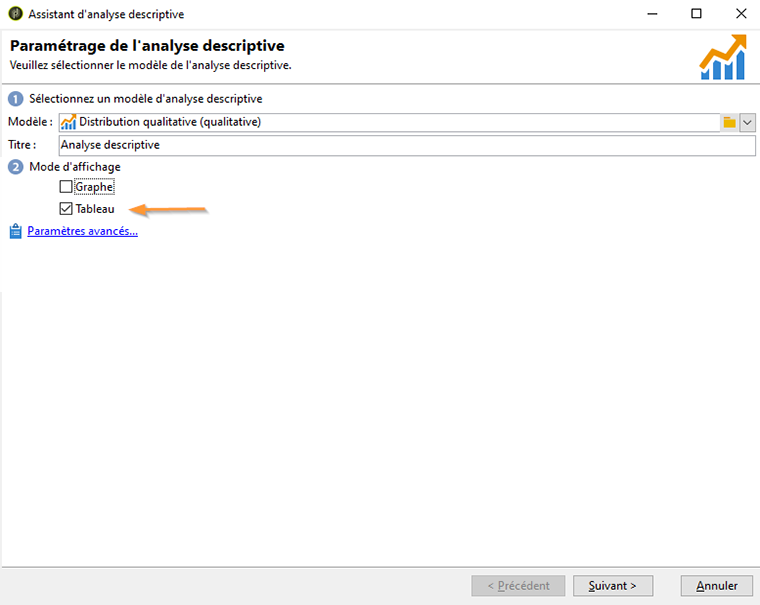 Assistant d'analyse descriptive
Paramétrage de l'analyse descriptive
Veuillez sélectionner le modèle de l'analyse descriptive.
1 Sélectionnez un modèle d'analyse descriptive
Modèle : Distribution qualitative (qualitative)
Titre : Analyse descriptive
2 Mode d'affichage
Graphe
Tableau
Paramètres avancés...
< Précédent Suivant > Annuler